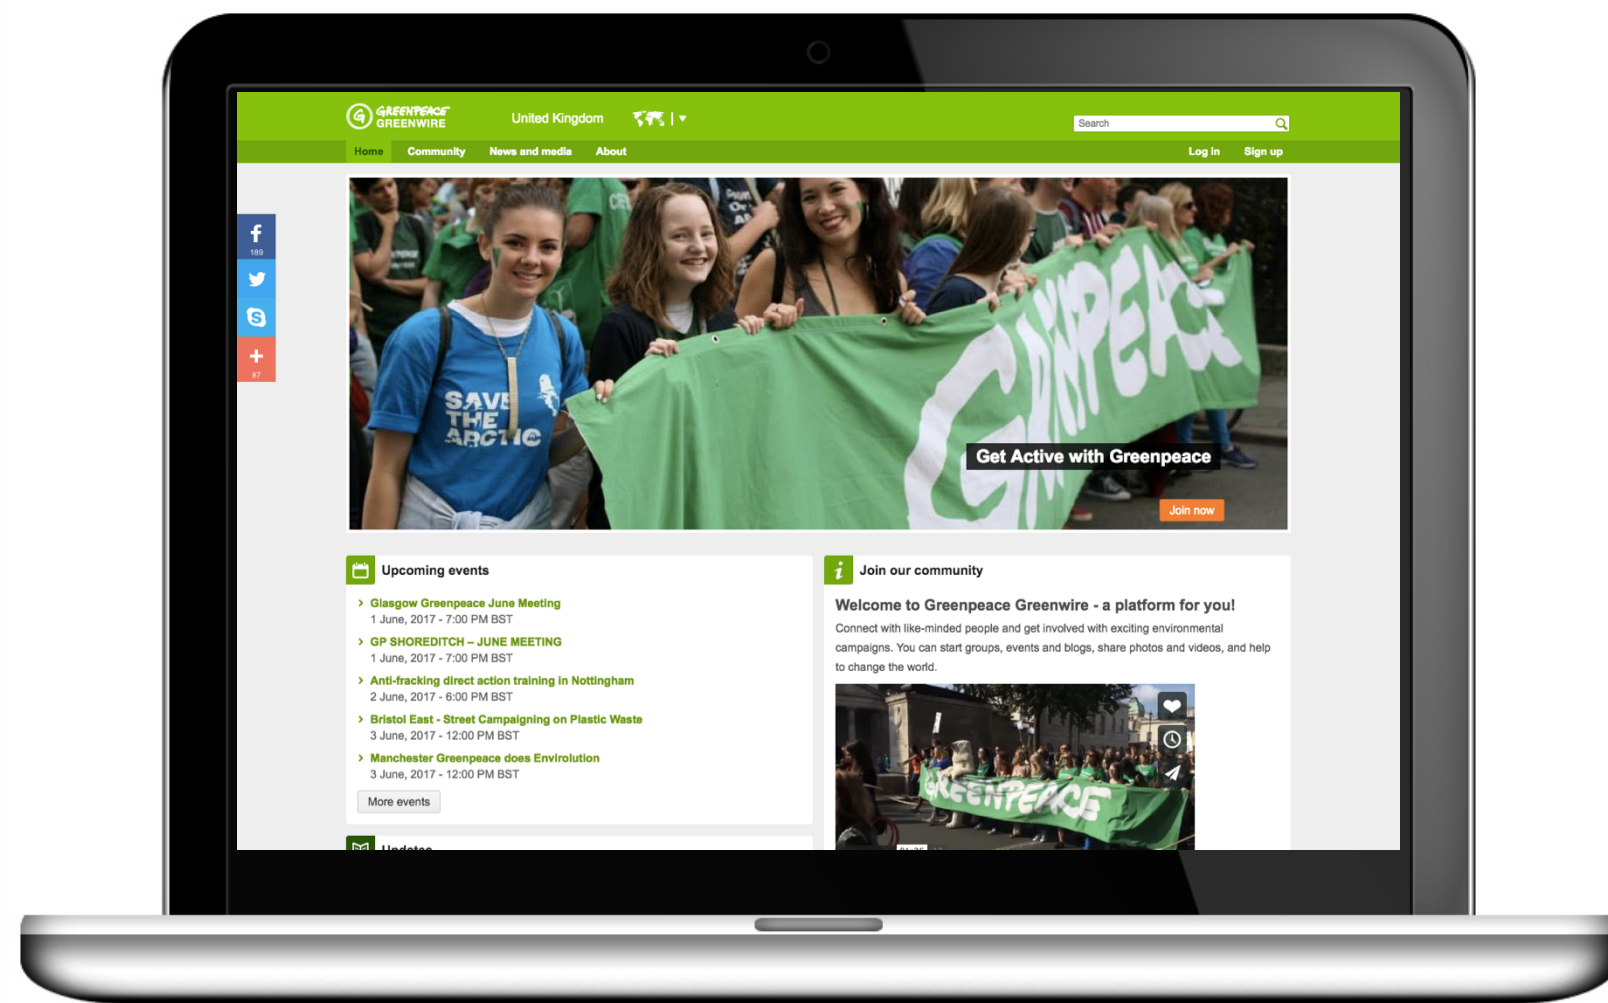 GREENPEACE
GREENWIRE
United Kingdom
Search
Home Community News and media About Log in Sign up
189
87
SAVE
THE
ARCTIC
Get Active with Greenpeace
Join now
Upcoming events
Glasgow Greenpeace June Meeting
1 June, 2017 - 7:00 PM BST
GP SHOREDITCH – JUNE MEETING
1 June, 2017 - 7:00 PM BST
Anti-fracking direct action training in Nottingham
2 June, 2017 - 6:00 PM BST
Bristol East - Street Campaigning on Plastic Waste
3 June, 2017 - 12:00 PM BST
Manchester Greenpeace does Envirolution
3 June, 2017 - 12:00 PM BST
More events
Updates
Join our community
Welcome to Greenpeace Greenwire - a platform for you!
Connect with like-minded people and get involved with exciting environmental
campaigns. You can start groups, events and blogs, share photos and videos, and help
to change the world.
GREENPEACE